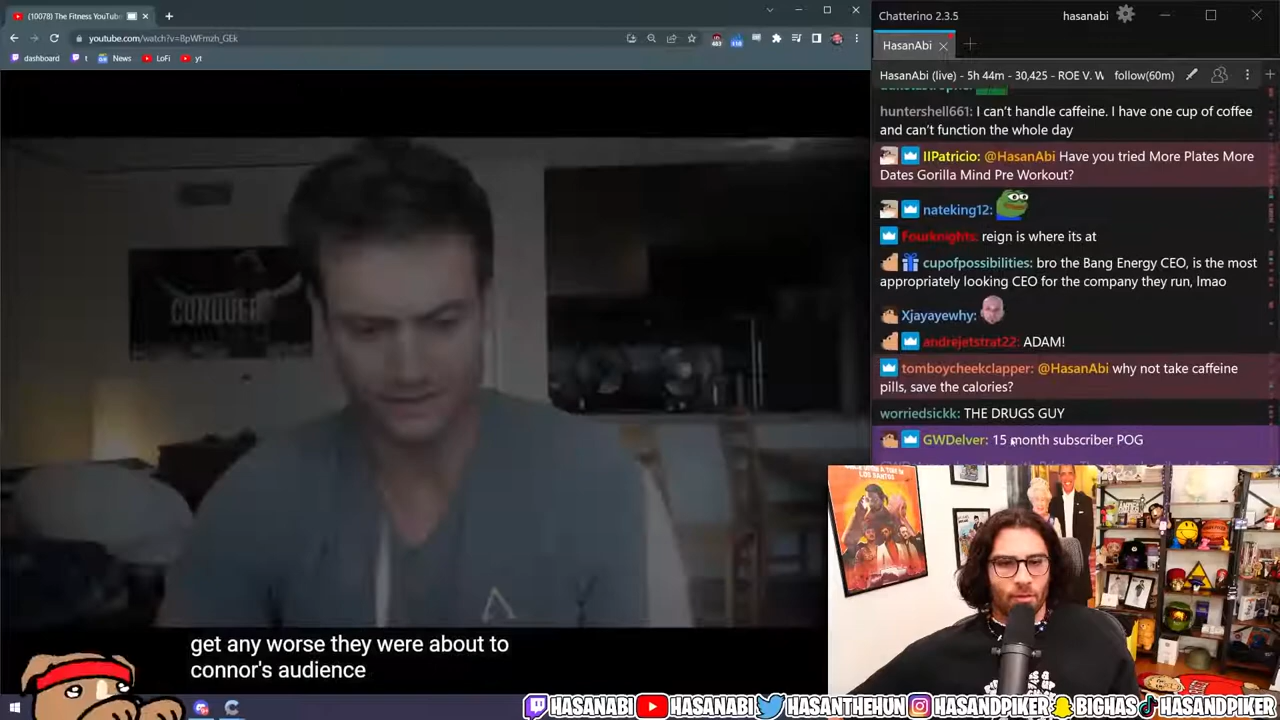 (10078) The Fitness YouTube
youtube.com/watch?v=BpWFmzh_GEk
dashboard
t
News
LoFi
yt
Chatterino 2.3.5
hasanabi
HasanAbi
HasanAbi (live) - 5h 44m - 30,425 - ROE V. W
follow(60m)
huntershell661: I can't handle caffeine. I have one cup of coffee
and can't function the whole day
IIPatricio: @HasanAbi Have you tried More Plates More
Dates Gorilla Mind Pre Workout?
nateking12:
Fourknights: reign is where its at
cupofpossibilities: bro the Bang Energy CEO, is the most
appropriately looking CEO for the company they run, lmao
Xjayayewhy:
andrejetstrat22: ADAM!
tomboycheekclapper: @HasanAbi why not take caffeine
pills, save the calories?
worriedsickk: THE DRUGS GUY
GWDelver: 15 month subscriber POG
CONQUER
LOS SANTOS
get any worse they were about to
connor's audience
HASANABI
HASANABI
HASANTHEHUN
HASANDPIKER
BIGHAS
HASANDPIKER